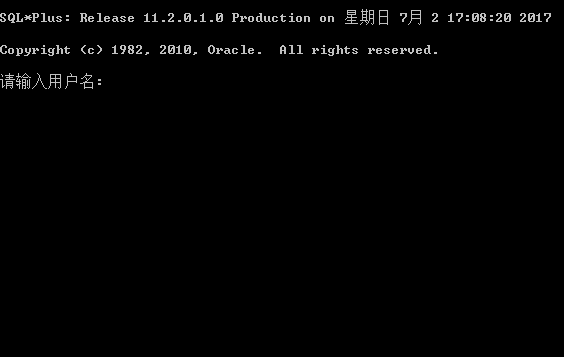 SQL*Plus: Release 11.2.0.1.0 Production on 星期日 7月 2 17:08:20 2017
Copyright (c) 1982, 2010, Oracle.  All rights reserved.
请输入用户名: